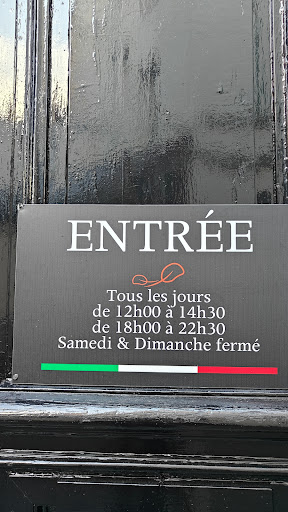 ENTRÉE
Tous les jours
de 12h00 à 14h30
de 18h00 à 22h30
Samedi & Dimanche fermé